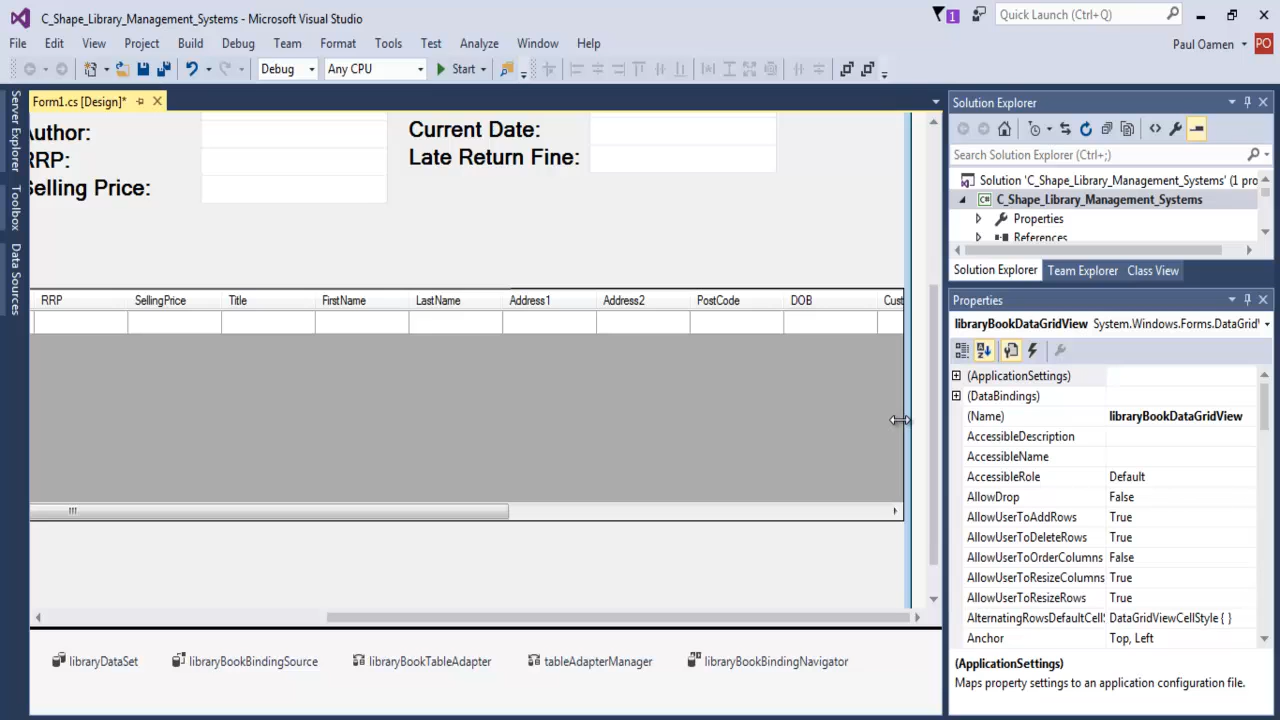 C_Shape_Library_Management_Systems - Microsoft Visual Studio
1
Quick Launch (Ctrl+Q)
File Edit View Project Build Debug Team Format Tools Test Analyze Window Help
Paul Oamen PO
Debug Any CPU Start
Server Explorer
Toolbox
Data Sources
Form1.cs [Design]*
Author:
RRP:
Selling Price:
Current Date:
Late Return Fine:
RRP SellingPrice Title FirstName LastName Address1 Address2 PostCode DOB Cust
libraryDataSet libraryBookBindingSource libraryBookTableAdapter tableAdapterManager libraryBookBindingNavigator
Solution Explorer
Search Solution Explorer (Ctrl+;)
Solution 'C_Shape_Library_Management_Systems' (1 pro
C# C_Shape_Library_Management_Systems
Properties
References
Solution Explorer Team Explorer Class View
Properties
libraryBookDataGridView System.Windows.Forms.DataGrid
(ApplicationSettings)
(DataBindings)
(Name) libraryBookDataGridView
AccessibleDescription
AccessibleName
AccessibleRole Default
AllowDrop False
AllowUserToAddRows True
AllowUserToDeleteRows True
AllowUserToOrderColumns False
AllowUserToResizeColumns True
AllowUserToResizeRows True
AlternatingRowsDefaultCellS DataGridViewCellStyle { }
Anchor Top, Left
(ApplicationSettings)
Maps property settings to an application configuration file.